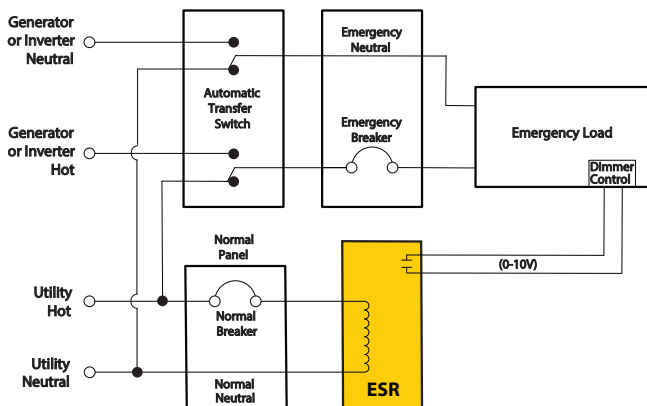 Generator
or Inverter
Neutral
Automatic
Transfer
Switch
Emergency
Neutral
Emergency
Breaker
Emergency Load
Dimmer
Control
Generator
or Inverter
Hot
Normal
Panel
(0-10V)
Utility
Hot
Normal
Breaker
Utility
Neutral
Normal
Neutral
ESR